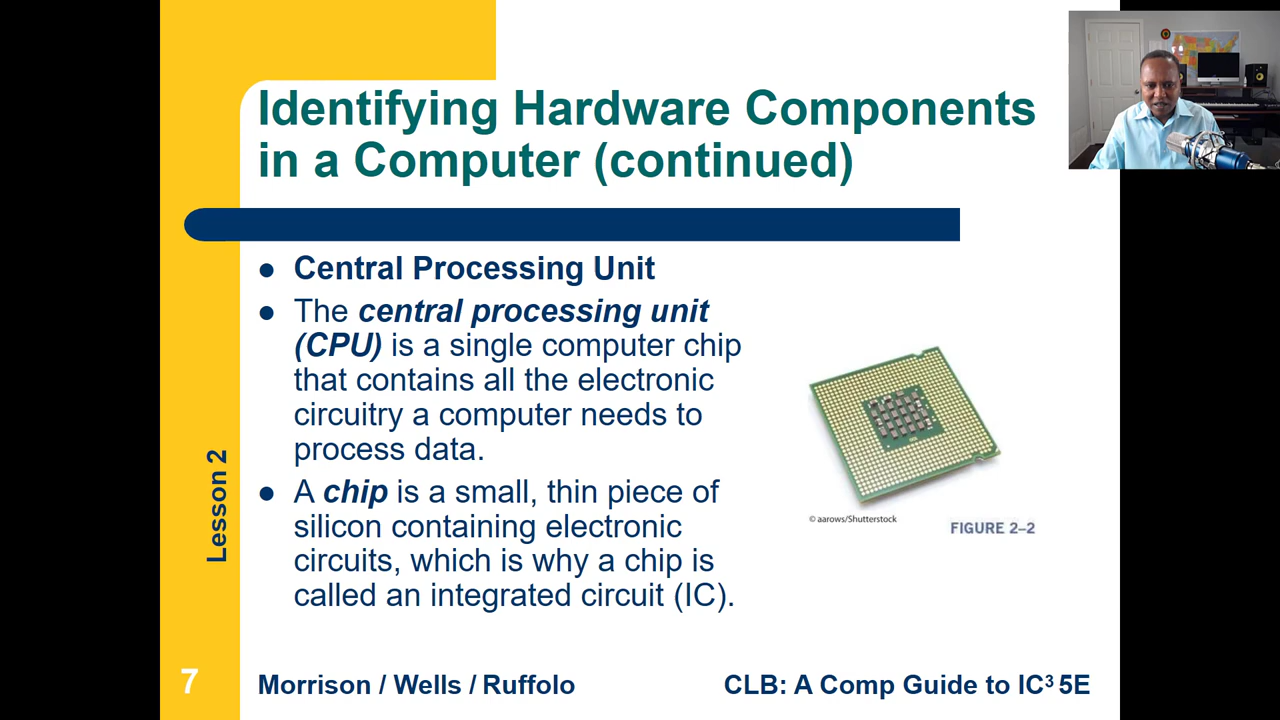 Identifying Hardware Components
in a Computer (continued)
● Central Processing Unit
● The central processing unit
(CPU) is a single computer chip
that contains all the electronic
circuitry a computer needs to
process data.
● A chip is a small, thin piece of
silicon containing electronic
circuits, which is why a chip is
called an integrated circuit (IC).
© aarows/Shutterstock
FIGURE 2–2
Lesson 2
7
Morrison / Wells / Ruffolo
CLB: A Comp Guide to IC³ 5E